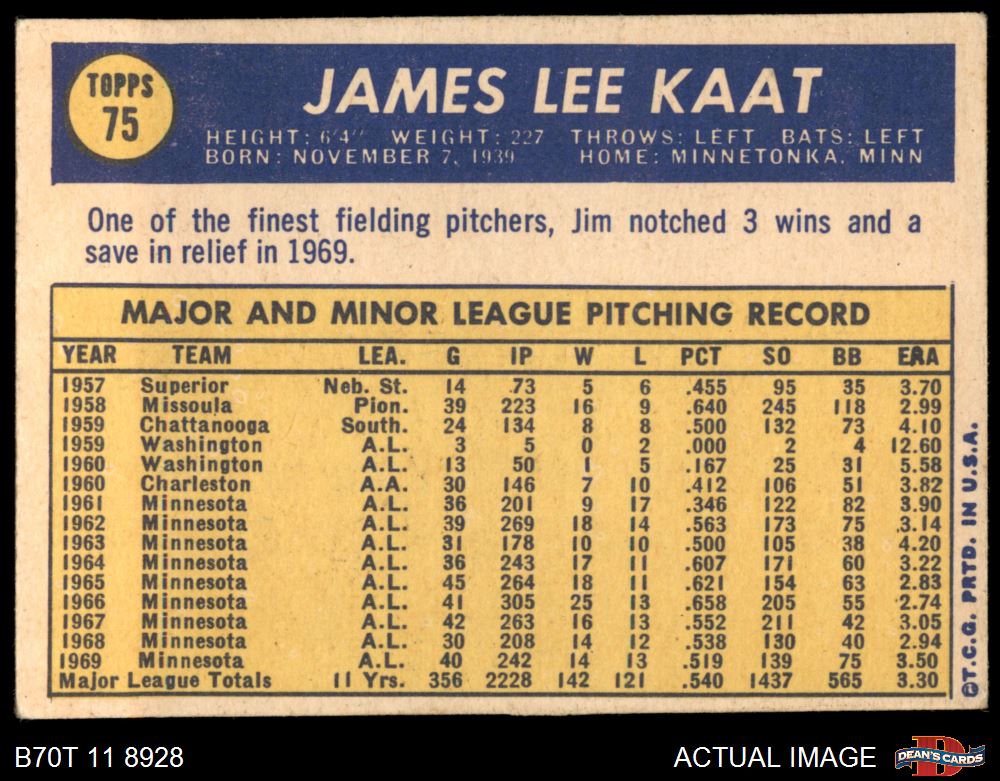 TOPPS
75
JAMES LEE KAAT
HEIGHT: 6'4" WEIGHT: 227 THROWS: LEFT BATS: LEFT
BORN: NOVEMBER 7, 1939 HOME: MINNETONKA, MINN
One of the finest fielding pitchers, Jim notched 3 wins and a
save in relief in 1969.
MAJOR AND MINOR LEAGUE PITCHING RECORD
YEAR TEAM LEA. G IP W L PCT SO BB ERA
1957 Superior Neb. St. 14 .73 5 6 .455 95 35 3.70
1958 Missoula Pion. 39 223 16 9 .640 245 118 2.99
1959 Chattanooga South. 24 134 8 8 .500 132 73 4.10
1959 Washington A.L. 3 5 0 2 .000 2 4 12.60
1960 Washington A.L. 13 50 1 5 .167 25 31 5.58
1960 Charleston A.A. 30 146 7 10 .412 106 51 3.82
1961 Minnesota A.L. 36 201 9 17 .346 122 82 3.90
1962 Minnesota A.L. 39 269 18 14 .563 173 75 3.14
1963 Minnesota A.L. 31 178 10 10 .500 105 38 4.20
1964 Minnesota A.L. 36 243 17 11 .607 171 60 3.22
1965 Minnesota A.L. 45 264 18 11 .621 154 63 2.83
1966 Minnesota A.L. 41 305 25 13 .658 205 55 2.74
1967 Minnesota A.L. 42 263 16 13 .552 211 42 3.05
1968 Minnesota A.L. 30 208 14 12 .538 130 40 2.94
1969 Minnesota A.L. 40 242 14 13 .519 139 75 3.50
Major League Totals 11 Yrs. 356 2228 142 121 .540 1437 565 3.30
©T.C.G. PRTD. IN U.S.A.
B70T 11 8928
ACTUAL IMAGE
D
DEAN'S CARDS